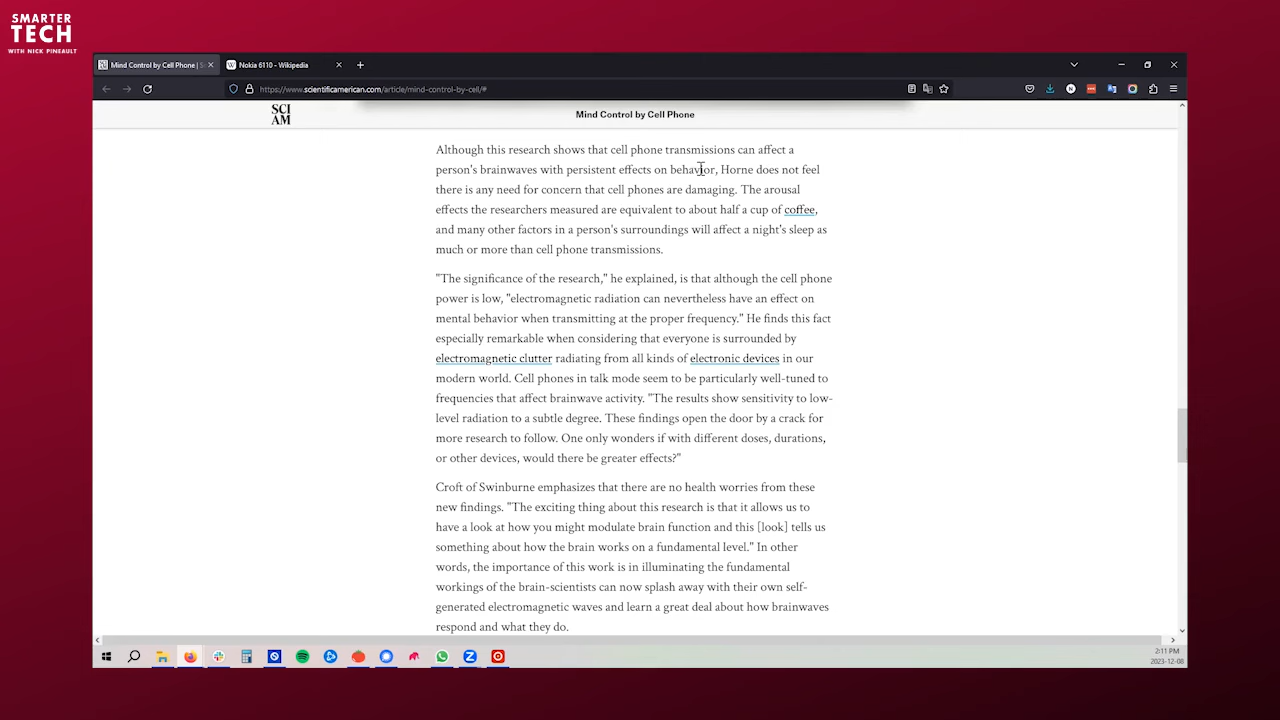 SMARTER
TECH
WITH NICK PINEAULT
Mind Control by Cell Phone | S
Nokia 6110 - Wikipedia
https://www.scientificamerican.com/article/mind-control-by-cell/#
SCI
AM
Mind Control by Cell Phone
Although this research shows that cell phone transmissions can affect a
person's brainwaves with persistent effects on behavior, Horne does not feel
there is any need for concern that cell phones are damaging. The arousal
effects the researchers measured are equivalent to about half a cup of coffee,
and many other factors in a person's surroundings will affect a night's sleep as
much or more than cell phone transmissions.
"The significance of the research," he explained, is that although the cell phone
power is low, "electromagnetic radiation can nevertheless have an effect on
mental behavior when transmitting at the proper frequency." He finds this fact
especially remarkable when considering that everyone is surrounded by
electromagnetic clutter radiating from all kinds of electronic devices in our
modern world. Cell phones in talk mode seem to be particularly well-tuned to
frequencies that affect brainwave activity. "The results show sensitivity to low-
level radiation to a subtle degree. These findings open the door by a crack for
more research to follow. One only wonders if with different doses, durations,
or other devices, would there be greater effects?"
Croft of Swinburne emphasizes that there are no health worries from these
new findings. "The exciting thing about this research is that it allows us to
have a look at how you might modulate brain function and this [look] tells us
something about how the brain works on a fundamental level." In other
words, the importance of this work is in illuminating the fundamental
workings of the brain-scientists can now splash away with their own self-
generated electromagnetic waves and learn a great deal about how brainwaves
respond and what they do.
2:11 PM
2023-12-08